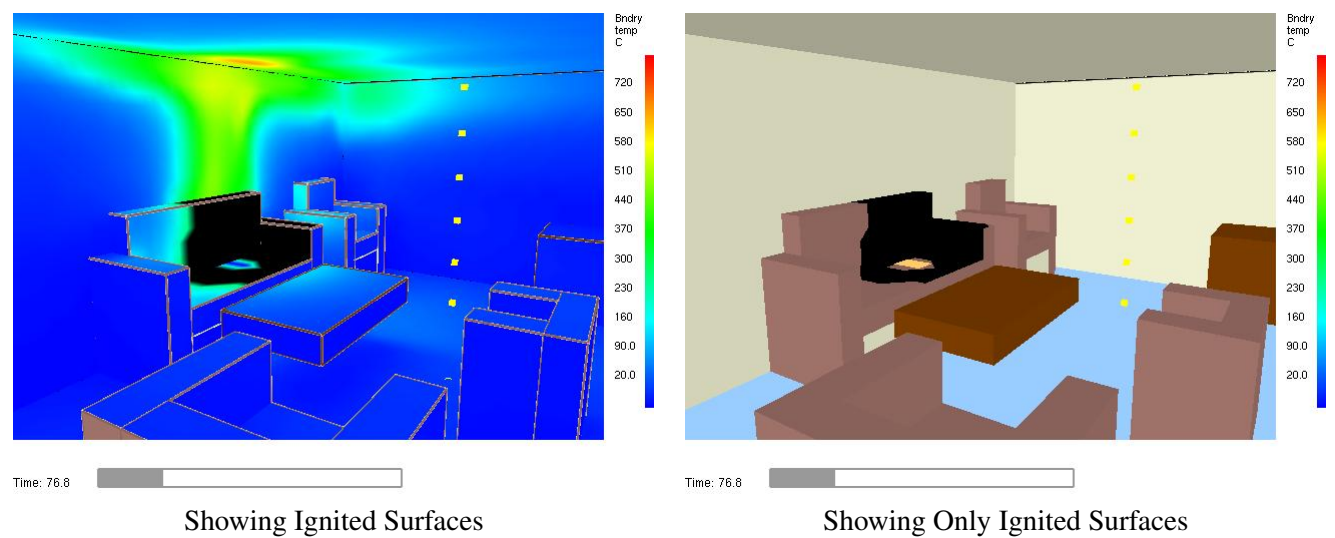 Bndry
temp
C
720
650
580
510
440
370
300
230
160
90.0
20.0
Time: 76.8
Showing Ignited Surfaces
Bndry
temp
C
720
650
580
510
440
370
300
230
160
90.0
20.0
Time: 76.8
Showing Only Ignited Surfaces